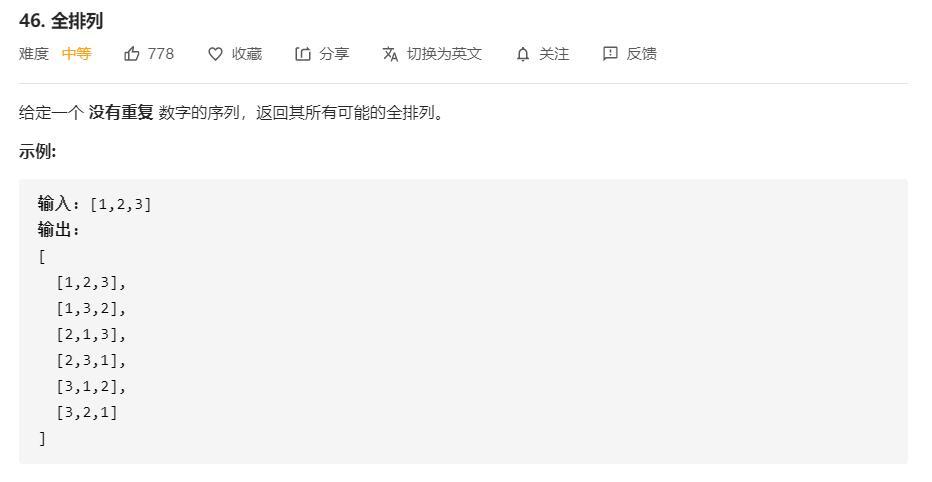 46. 全排列
难度 中等 778 收藏 分享 切换为英文 关注 反馈
给定一个 没有重复 数字的序列，返回其所有可能的全排列。
示例:
输入: [1,2,3]
输出:
[
  [1,2,3],
  [1,3,2],
  [2,1,3],
  [2,3,1],
  [3,1,2],
  [3,2,1]
]